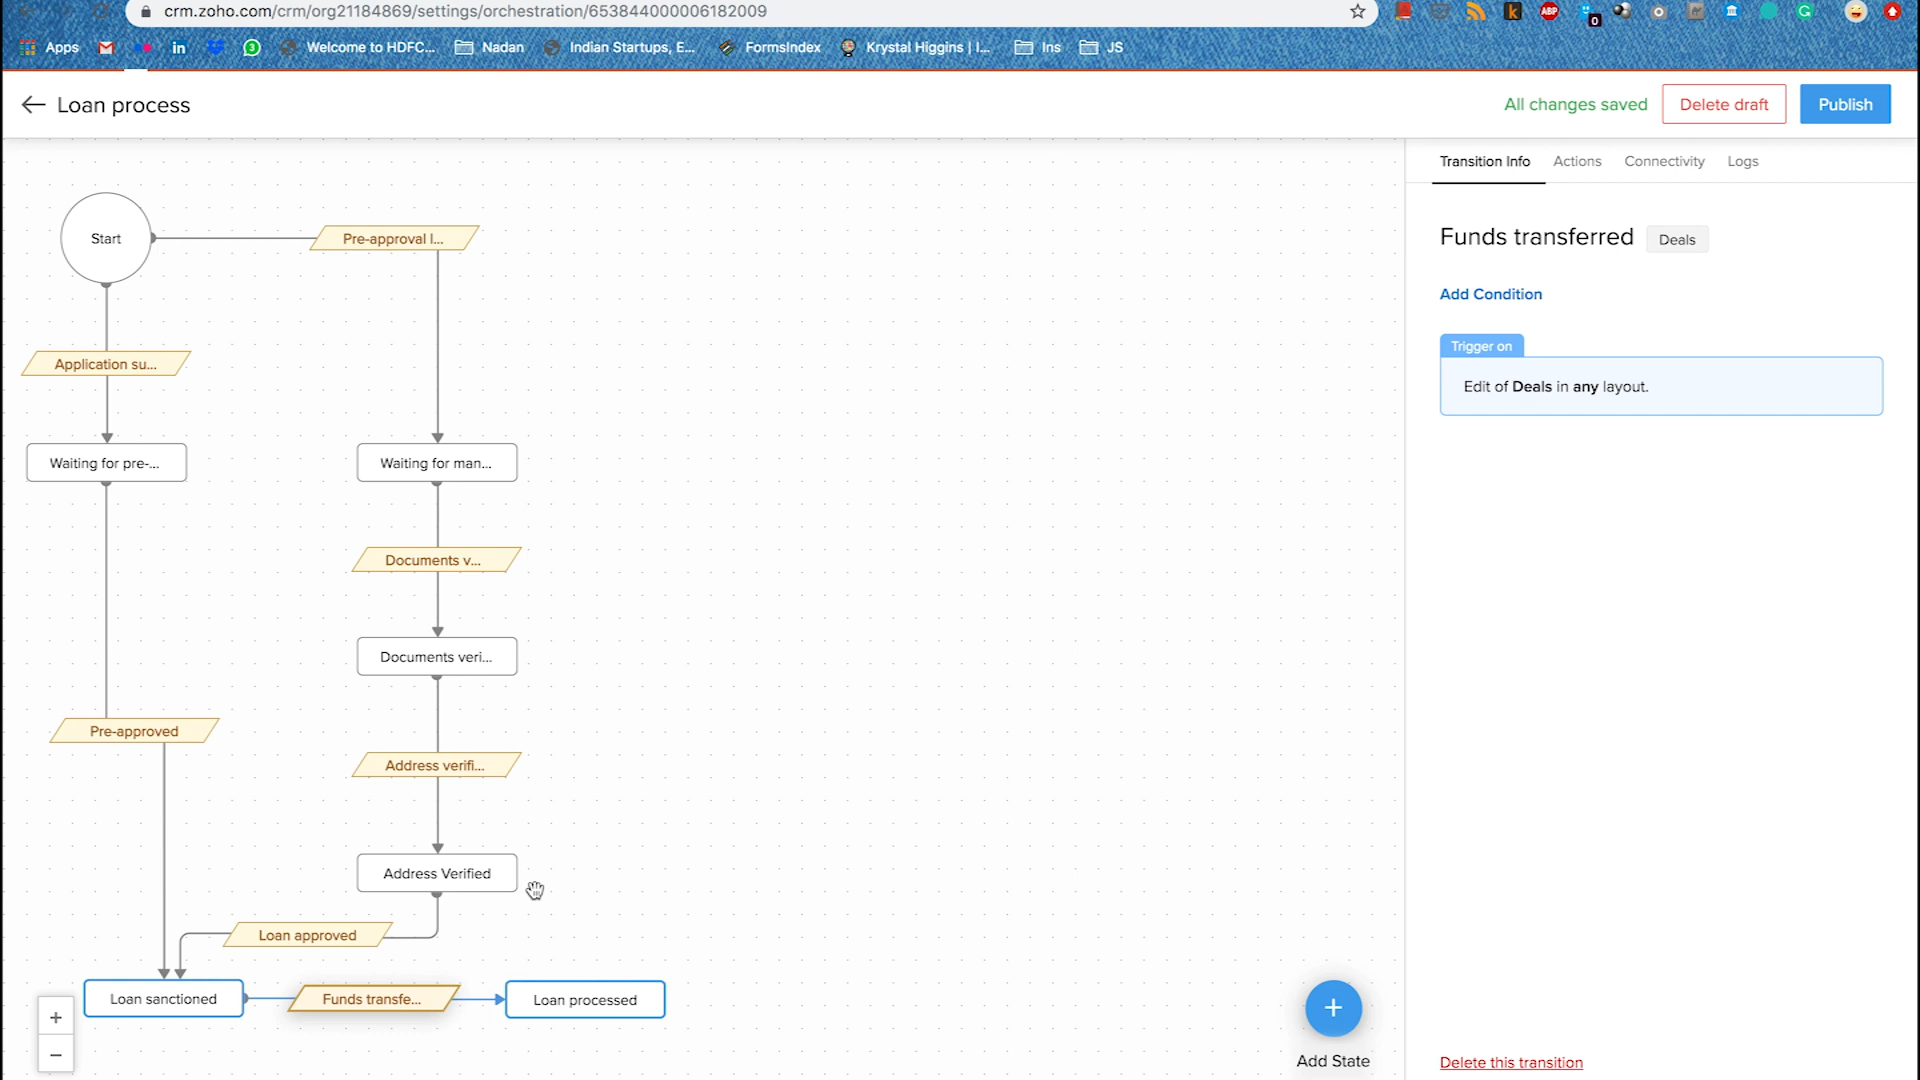 crm.zoho.com/crm/org21184869/settings/orchestration/653844000006182009
ABP
0
Apps
in
3
Welcome to HDFC...
Nadan
Indian Startups, E...
FormsIndex
Krystal Higgins | I...
Ins
JS
Loan process
All changes saved
Delete draft
Publish
Transition Info
Actions
Connectivity
Logs
Start
Pre-approval l...
Funds transferred
Deals
Add Condition
Application su...
Trigger on
Edit of Deals in any layout.
Waiting for pre-...
Waiting for man...
Documents v...
Documents veri...
Pre-approved
Address verifi...
Address Verified
Loan approved
Loan sanctioned
Funds transfe...
Loan processed
+
−
+
Add State
Delete this transition